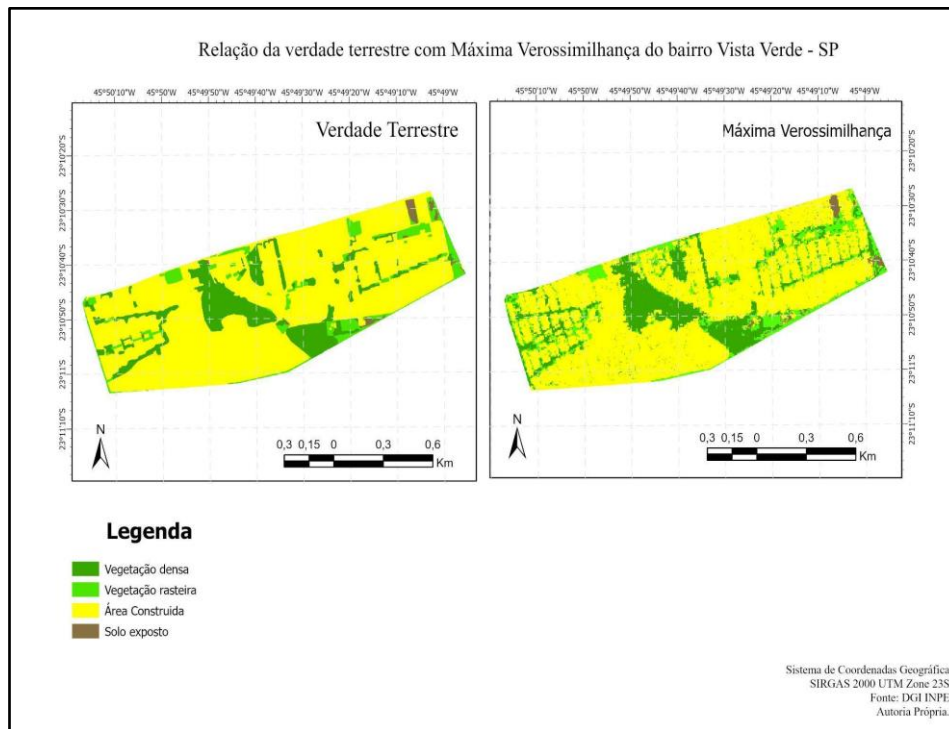 Relação da verdade terrestre com Máxima Verossimilhança do bairro Vista Verde - SP
45°50'10"W 45°50'W 45°49'50"W 45°49'40"W 45°49'30"W 45°49'20"W 45°49'10"W 45°49'W
Verdade Terrestre
23°10'20"S
23°10'30"S
23°10'40"S
23°10'50"S
23°11'S
23°11'10"S
N
0,3 0,15 0 0,3 0,6
Km
45°50'10"W 45°50'W 45°49'50"W 45°49'40"W 45°49'30"W 45°49'20"W 45°49'10"W 45°49'W
Máxima Verossimilhança
23°10'20"S
23°10'30"S
23°10'40"S
23°10'50"S
23°11'S
23°11'10"S
N
0,3 0,15 0 0,3 0,6
Km
Legenda
Vegetação densa
Vegetação rasteira
Área Construida
Solo exposto
Sistema de Coordenadas Geográfica
SIRGAS 2000 UTM Zone 23S
Fonte: DGI INPE
Autoria Própria.